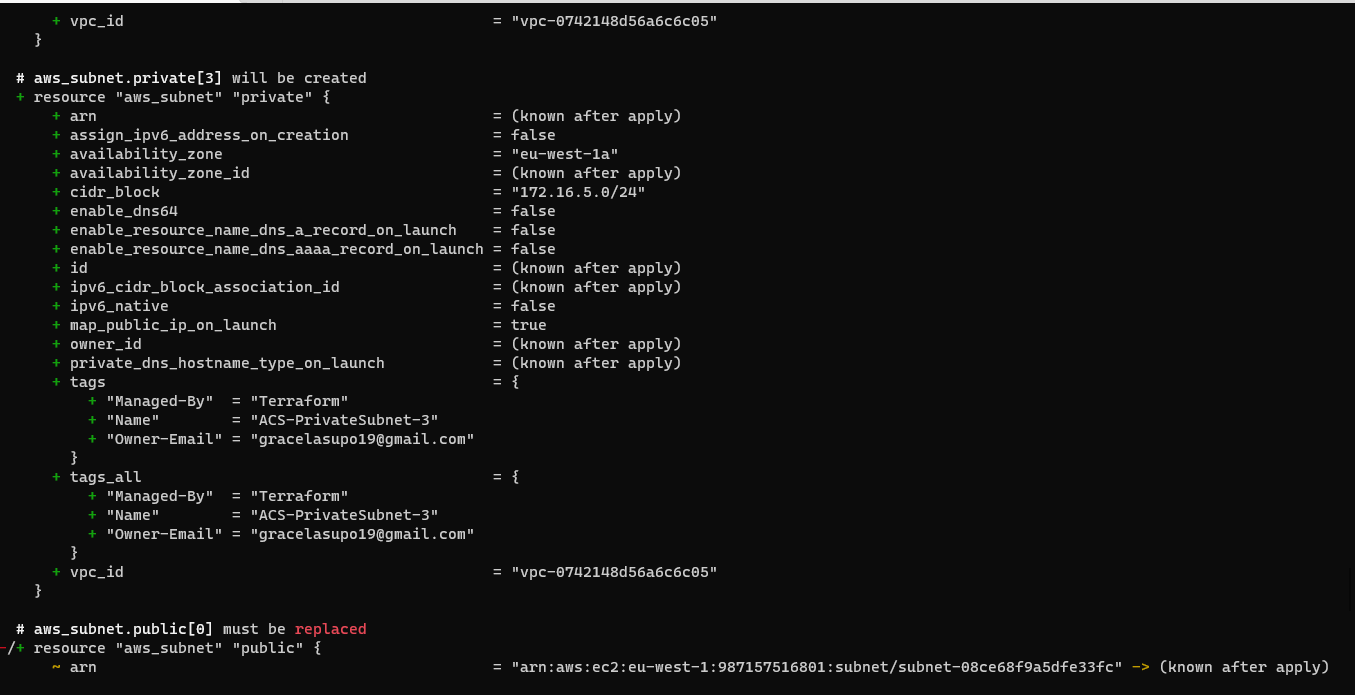 + vpc_id = "vpc-0742148d56a6c6c05"
}
# aws_subnet.private[3] will be created
+ resource "aws_subnet" "private" {
+ arn = (known after apply)
+ assign_ipv6_address_on_creation = false
+ availability_zone = "eu-west-1a"
+ availability_zone_id = (known after apply)
+ cidr_block = "172.16.5.0/24"
+ enable_dns64 = false
+ enable_resource_name_dns_a_record_on_launch = false
+ enable_resource_name_dns_aaaa_record_on_launch = false
+ id = (known after apply)
+ ipv6_cidr_block_association_id = (known after apply)
+ ipv6_native = false
+ map_public_ip_on_launch = true
+ owner_id = (known after apply)
+ private_dns_hostname_type_on_launch = (known after apply)
+ tags = {
+ "Managed-By" = "Terraform"
+ "Name" = "ACS-PrivateSubnet-3"
+ "Owner-Email" = "gracelasupo19@gmail.com"
}
+ tags_all = {
+ "Managed-By" = "Terraform"
+ "Name" = "ACS-PrivateSubnet-3"
+ "Owner-Email" = "gracelasupo19@gmail.com"
}
+ vpc_id = "vpc-0742148d56a6c6c05"
}
# aws_subnet.public[0] must be replaced
-/+ resource "aws_subnet" "public" {
~ arn = "arn:aws:ec2:eu-west-1:987157516801:subnet/subnet-08ce68f9a5dfe33fc" -> (known after apply)